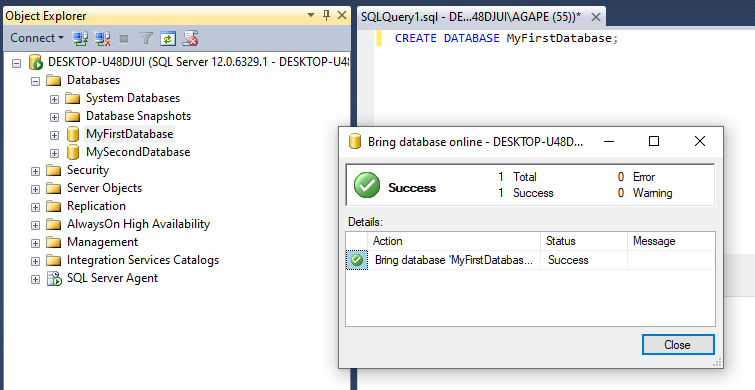 Object Explorer
Connect
DESKTOP-U48DJUI (SQL Server 12.0.6329.1 - DESKTOP-U48
Databases
System Databases
Database Snapshots
MyFirstDatabase
MySecondDatabase
Security
Server Objects
Replication
AlwaysOn High Availability
Management
Integration Services Catalogs
SQL Server Agent
SQLQuery1.sql - DE...48DJUI\AGAPE (55))*
CREATE DATABASE MyFirstDatabase;
Bring database online - DESKTOP-U48D...
Success
1 Total 0 Error
1 Success 0 Warning
Details:
Action Status Message
Bring database 'MyFirstDatabas... Success
Close